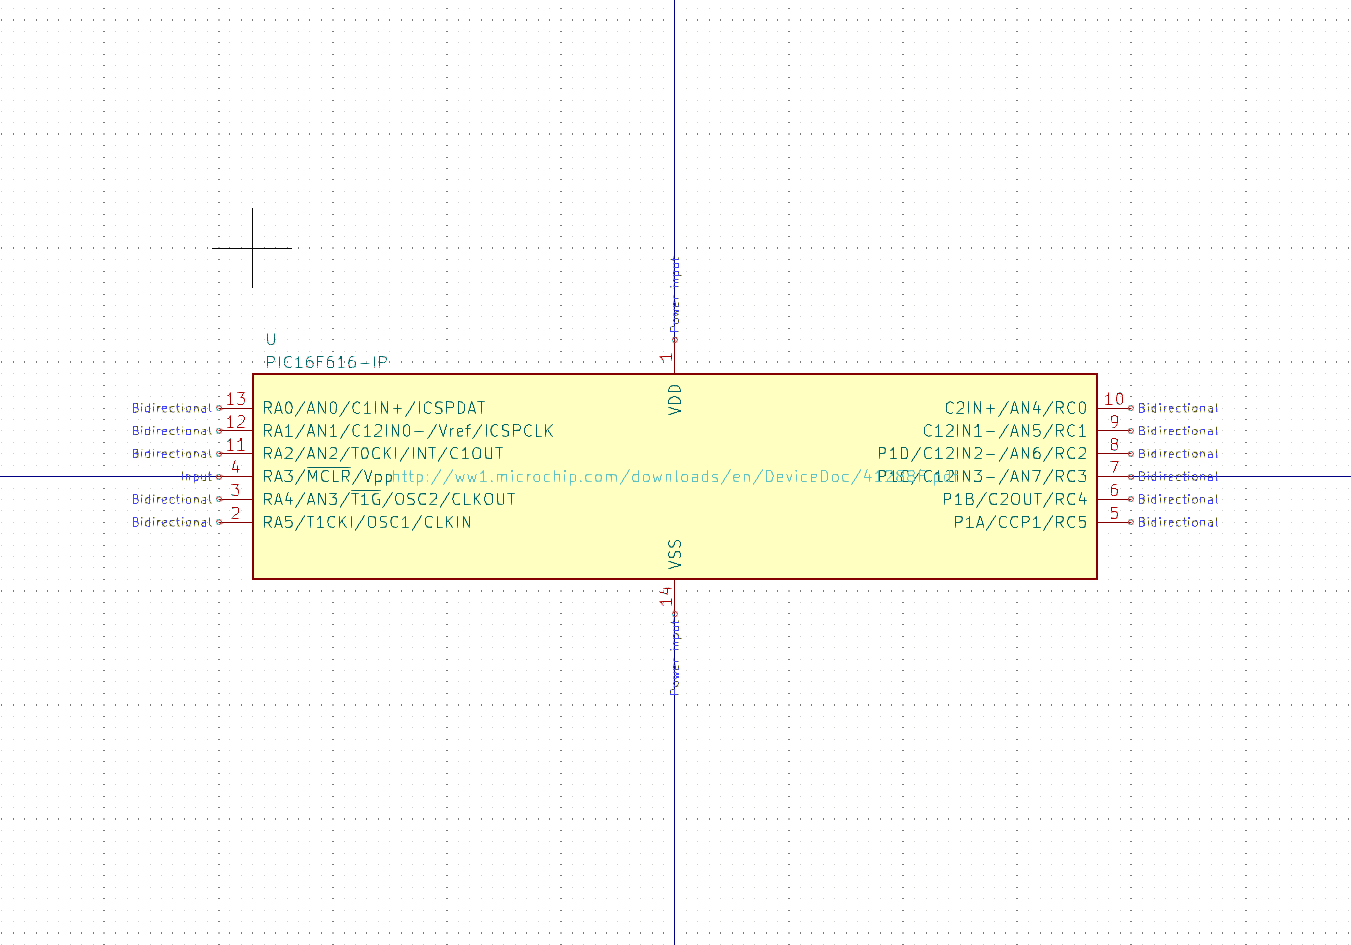 Power input
U
PIC16F616-IP
1
VDD
Bidirectional 13 RA0/AN0/C1IN+/ICSPDAT C2IN+/AN4/RC0 10 Bidirectional
Bidirectional 12 RA1/AN1/C12IN0-/Vref/ICSPCLK C12IN1-/AN5/RC1 9 Bidirectional
Bidirectional 11 RA2/AN2/T0CKI/INT/C1OUT P1D/C12IN2-/AN6/RC2 8 Bidirectional
Input 4 RA3/MCLR/Vpp http://ww1.microchip.com/downloads/en/DeviceDoc/ P1C/C12IN3-/AN7/RC3 7 Bidirectional
Bidirectional 3 RA4/AN3/T1G/OSC2/CLKOUT P1B/C2OUT/RC4 6 Bidirectional
Bidirectional 2 RA5/T1CKI/OSC1/CLKIN P1A/CCP1/RC5 5 Bidirectional
VSS
14
Power input